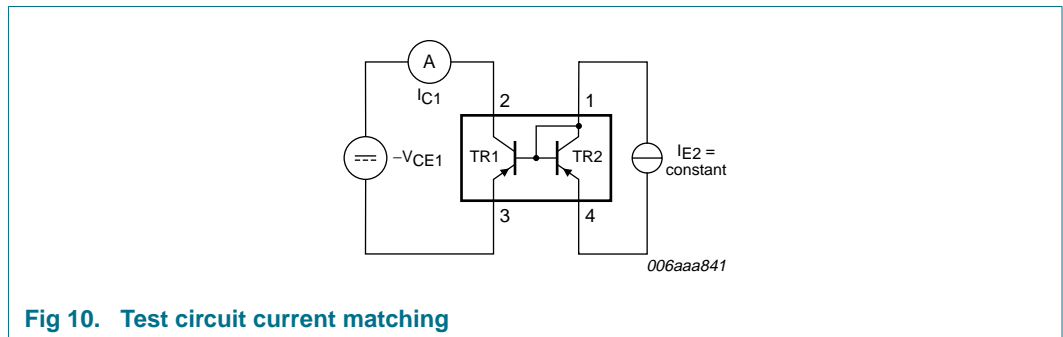 A
IC1
2
1
−VCE1
TR1
TR2
IE2 =
constant
3
4
006aaa841
Fig 10. Test circuit current matching